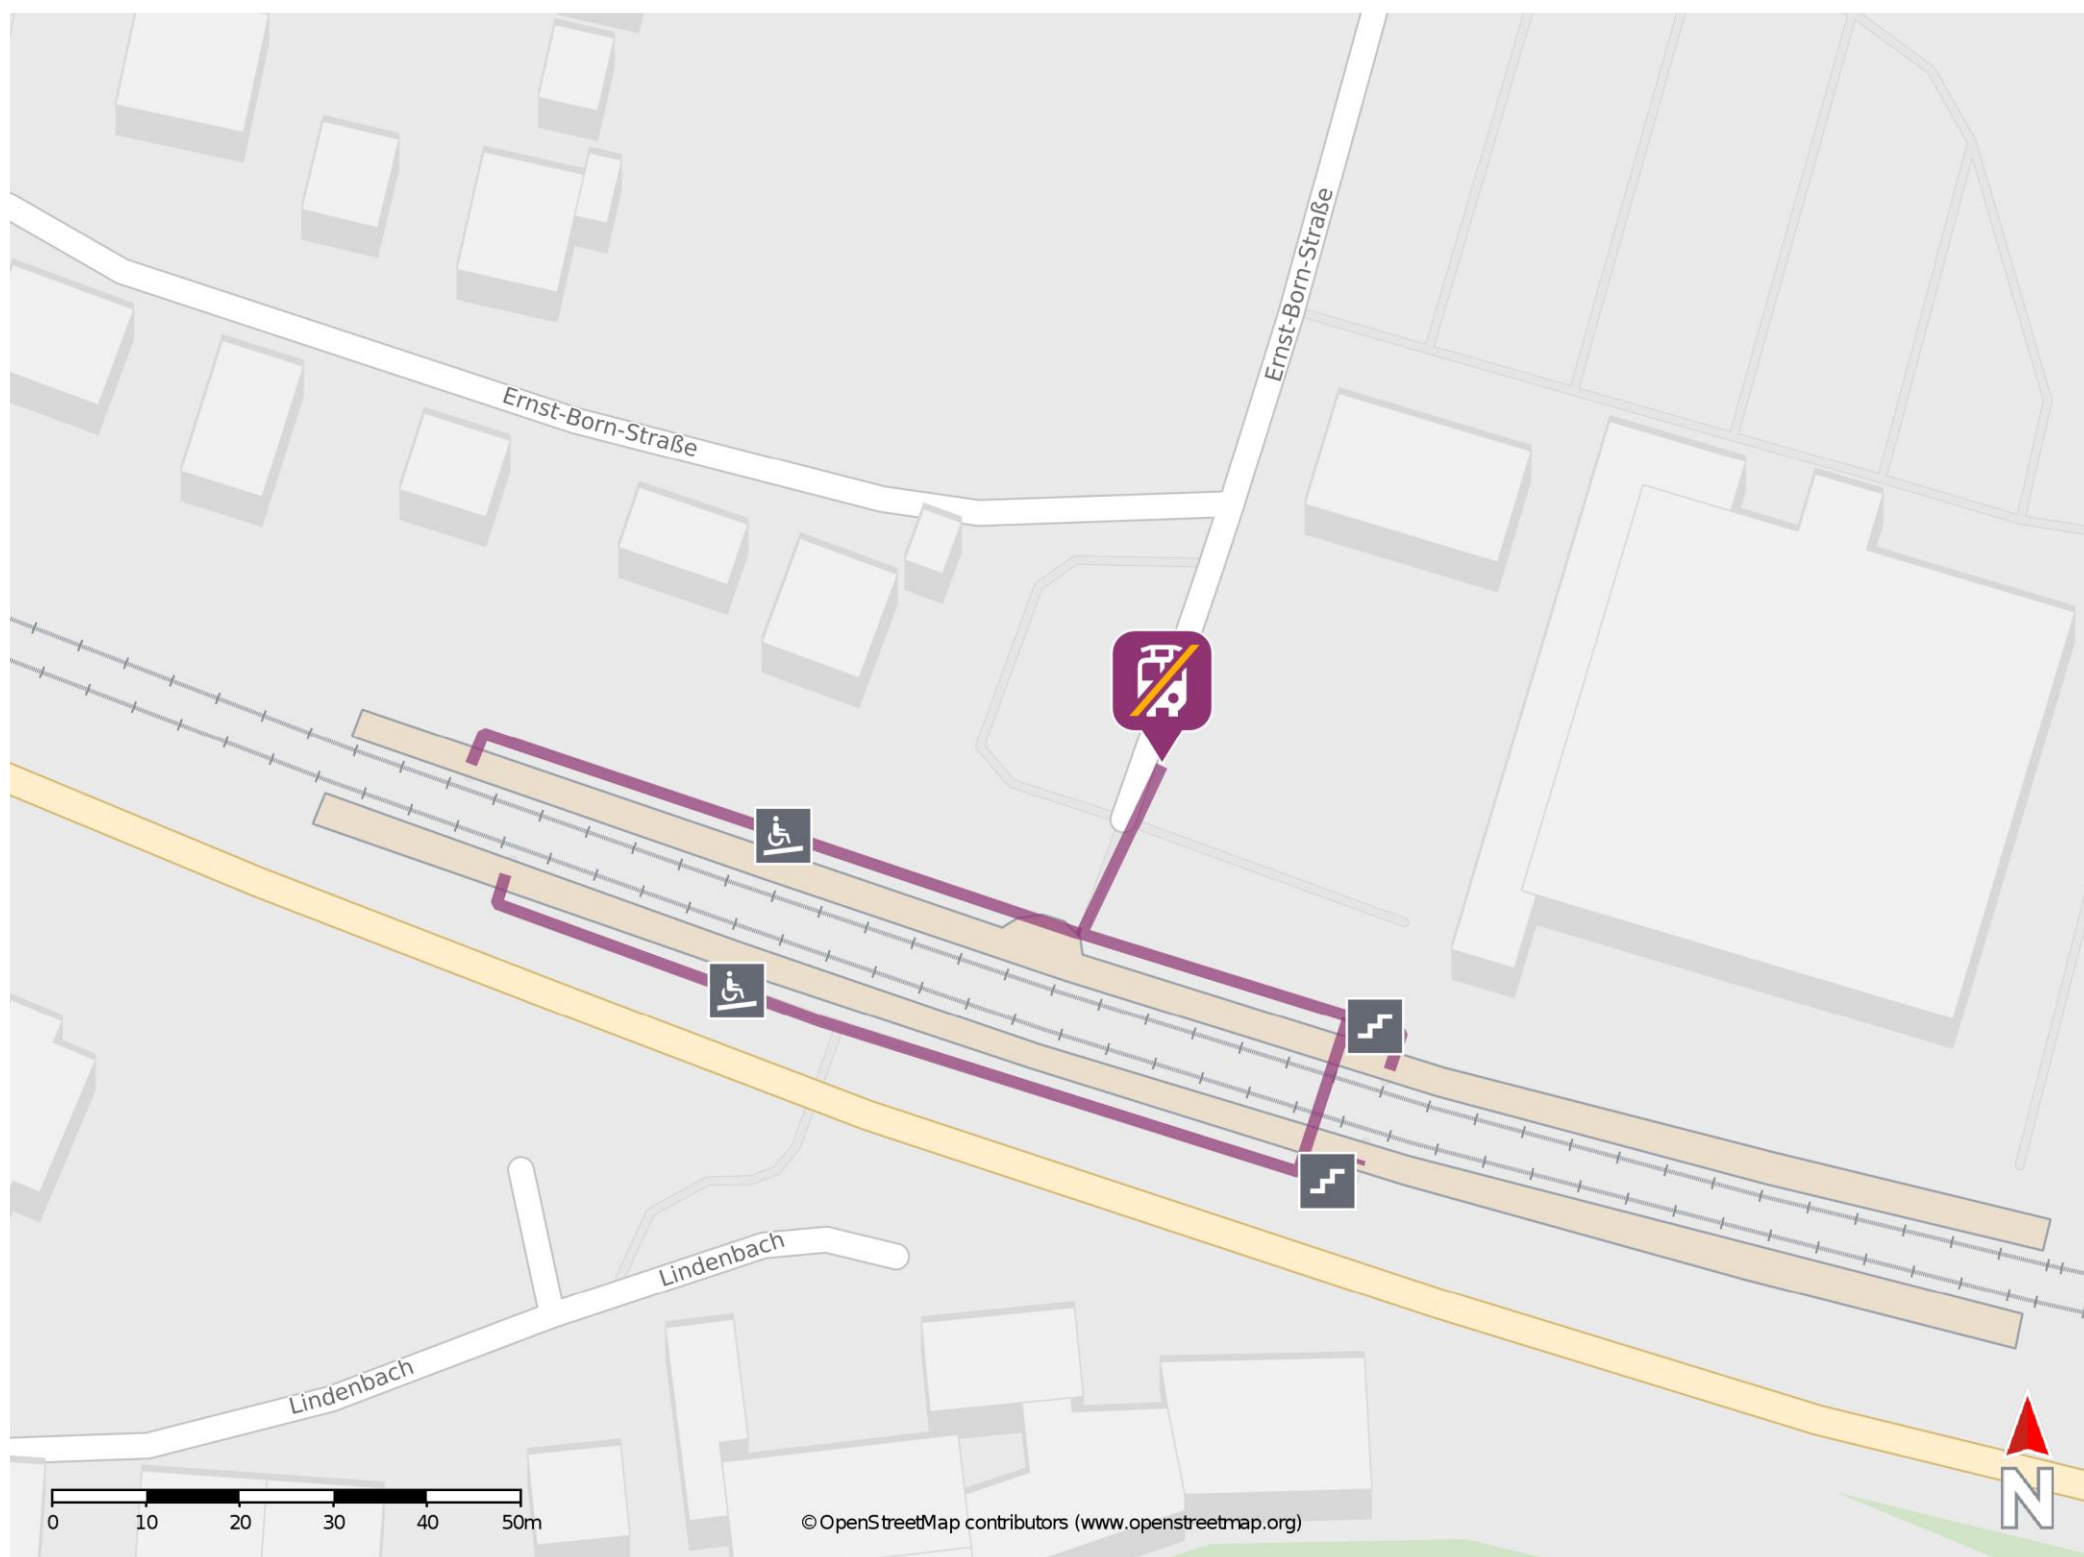 Ernst-Born-Straße
Ernst-Born-Straße
Lindenbach
Lindenbach
0 10 20 30 40 50m
© OpenStreetMap contributors (www.openstreetmap.org)
N